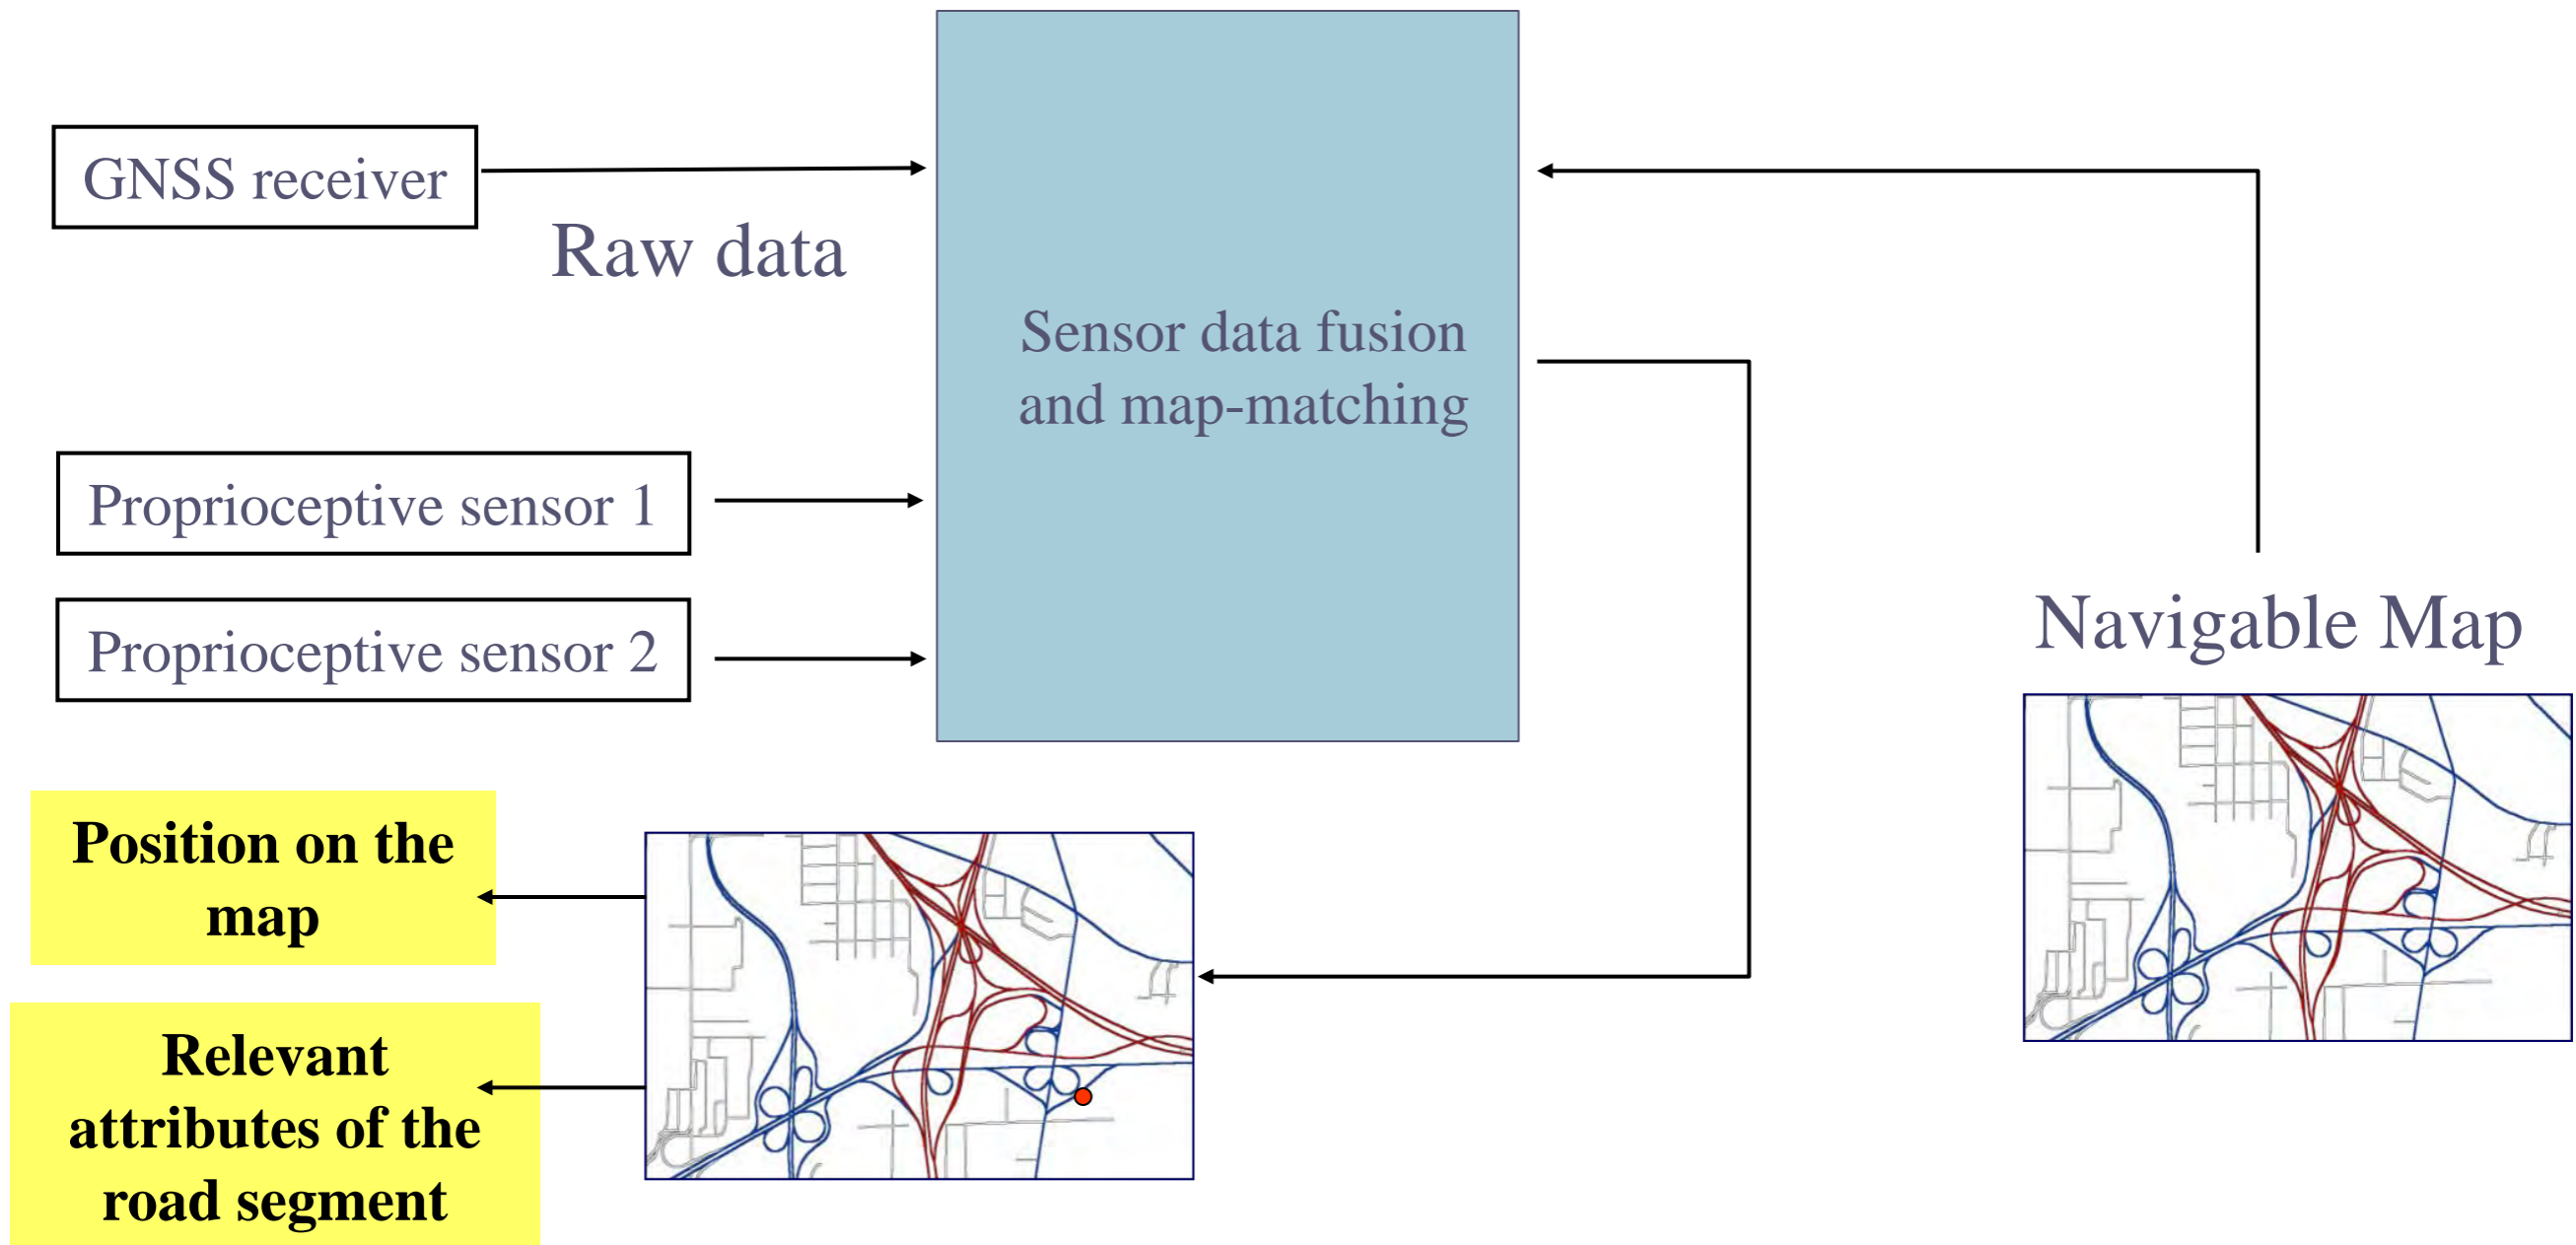 GNSS receiver
Raw data
Sensor data fusion
and map-matching
Proprioceptive sensor 1
Proprioceptive sensor 2
Navigable Map
Position on the
map
Relevant
attributes of the
road segment